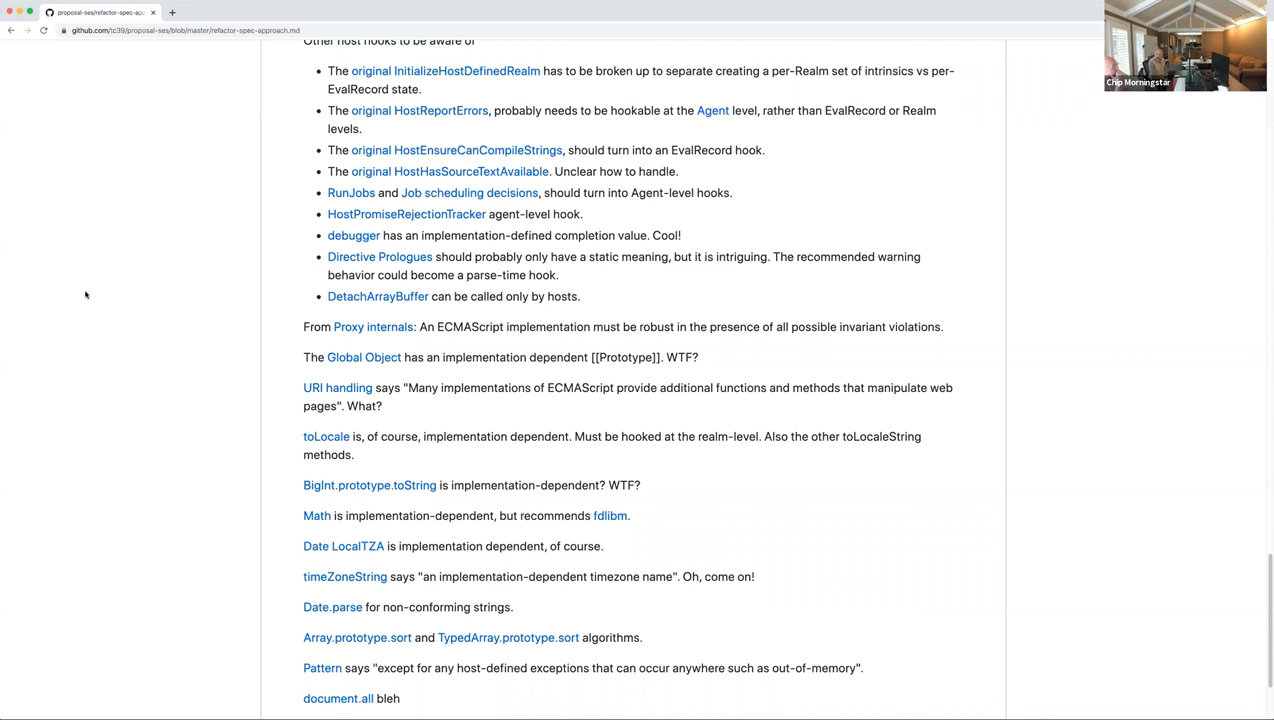 proposal-ses/refactor-spec-app
github.com/tc39/proposal-ses/blob/master/refactor-spec-approach.md
Chip Morningstar
Other host hooks to be aware of
The original InitializeHostDefinedRealm has to be broken up to separate creating a per-Realm set of intrinsics vs per-
EvalRecord state.
The original HostReportErrors, probably needs to be hookable at the Agent level, rather than EvalRecord or Realm
levels.
The original HostEnsureCanCompileStrings, should turn into an EvalRecord hook.
The original HostHasSourceTextAvailable. Unclear how to handle.
RunJobs and Job scheduling decisions, should turn into Agent-level hooks.
HostPromiseRejectionTracker agent-level hook.
debugger has an implementation-defined completion value. Cool!
Directive Prologues should probably only have a static meaning, but it is intriguing. The recommended warning
behavior could become a parse-time hook.
DetachArrayBuffer can be called only by hosts.
From Proxy internals: An ECMAScript implementation must be robust in the presence of all possible invariant violations.
The Global Object has an implementation dependent [[Prototype]]. WTF?
URI handling says "Many implementations of ECMAScript provide additional functions and methods that manipulate web
pages". What?
toLocale is, of course, implementation dependent. Must be hooked at the realm-level. Also the other toLocaleString
methods.
BigInt.prototype.toString is implementation-dependent? WTF?
Math is implementation-dependent, but recommends fdlibm.
Date LocalTZA is implementation dependent, of course.
timeZoneString says "an implementation-dependent timezone name". Oh, come on!
Date.parse for non-conforming strings.
Array.prototype.sort and TypedArray.prototype.sort algorithms.
Pattern says "except for any host-defined exceptions that can occur anywhere such as out-of-memory".
document.all bleh